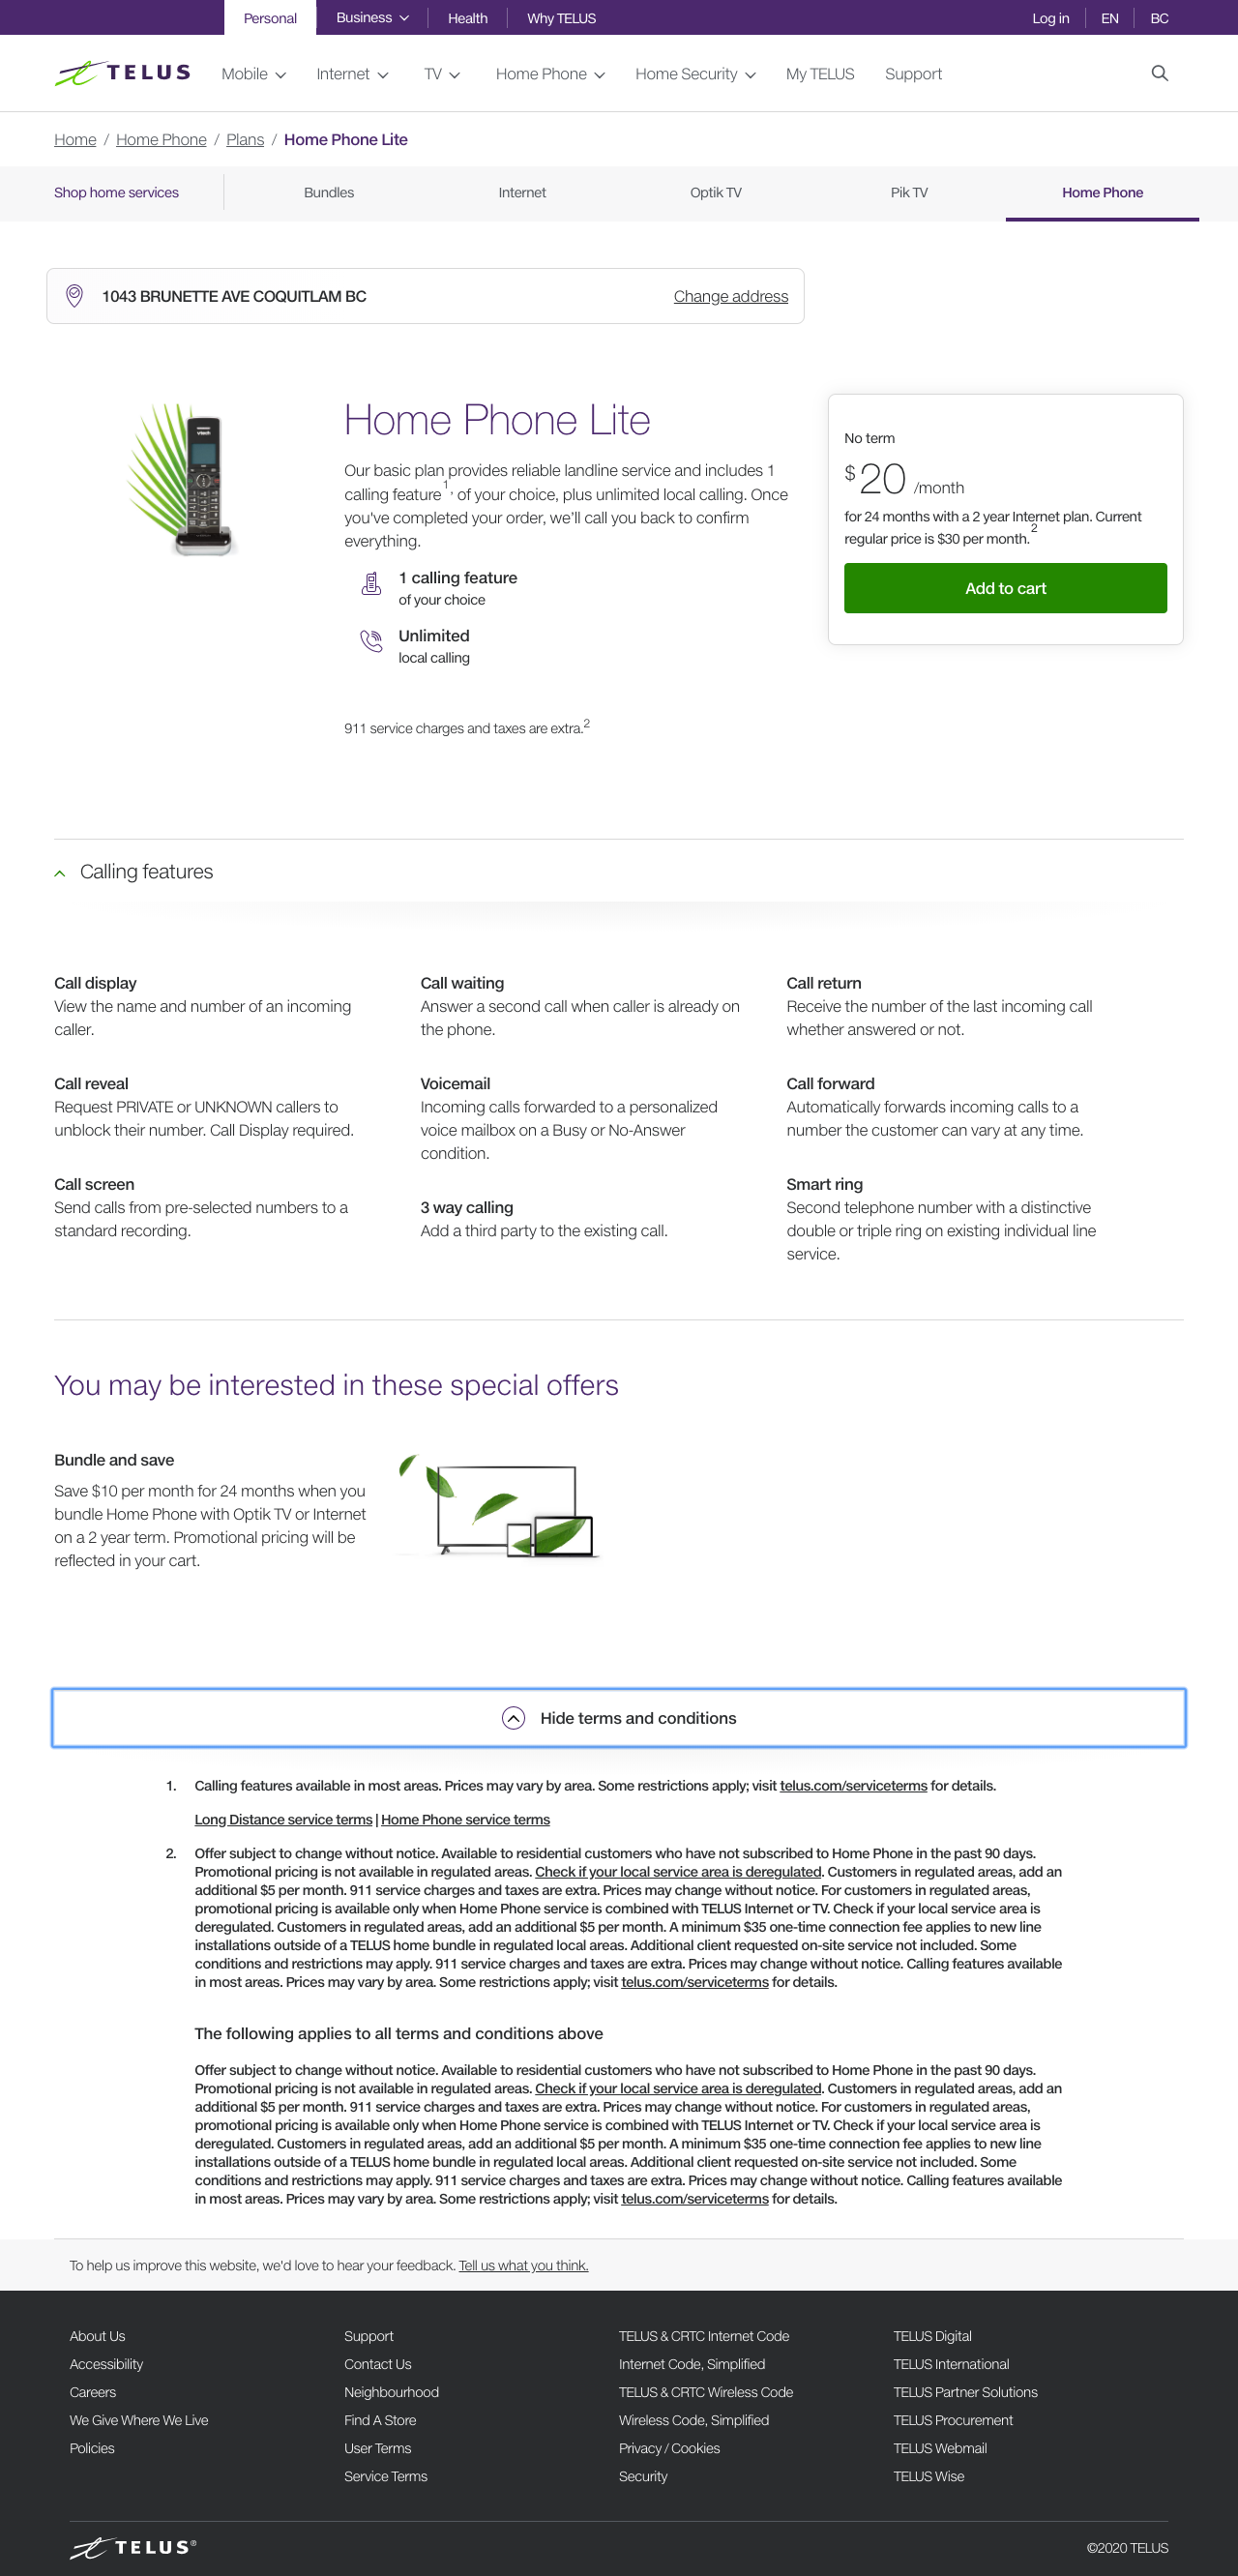 Personal
Business
Health
Why TELUS
Log in
EN
BC
TELUS
Mobile
Internet
TV
Home Phone
Home Security
My TELUS
Support
Home / Home Phone / Plans / Home Phone Lite
Shop home services
Bundles
Internet
Optik TV
Pik TV
Home Phone
1043 BRUNETTE AVE COQUITLAM BC
Change address
vtech
Home Phone Lite
Our basic plan provides reliable landline service and includes 1
calling feature 1, of your choice, plus unlimited local calling. Once
you've completed your order, we'll call you back to confirm
everything.
1 calling feature
of your choice
Unlimited
local calling
911 service charges and taxes are extra.2
No term
$20 /month
for 24 months with a 2 year Internet plan. Current
regular price is $30 per month.2
Add to cart
Calling features
Call display
View the name and number of an incoming
caller.
Call reveal
Request PRIVATE or UNKNOWN callers to
unblock their number. Call Display required.
Call screen
Send calls from pre-selected numbers to a
standard recording.
Call waiting
Answer a second call when caller is already on
the phone.
Voicemail
Incoming calls forwarded to a personalized
voice mailbox on a Busy or No-Answer
condition.
3 way calling
Add a third party to the existing call.
Call return
Receive the number of the last incoming call
whether answered or not.
Call forward
Automatically forwards incoming calls to a
number the customer can vary at any time.
Smart ring
Second telephone number with a distinctive
double or triple ring on existing individual line
service.
You may be interested in these special offers
Bundle and save
Save $10 per month for 24 months when you
bundle Home Phone with Optik TV or Internet
on a 2 year term. Promotional pricing will be
reflected in your cart.
Hide terms and conditions
1. Calling features available in most areas. Prices may vary by area. Some restrictions apply; visit telus.com/serviceterms for details.
Long Distance service terms | Home Phone service terms
2. Offer subject to change without notice. Available to residential customers who have not subscribed to Home Phone in the past 90 days.
Promotional pricing is not available in regulated areas. Check if your local service area is deregulated. Customers in regulated areas, add an
additional $5 per month. 911 service charges and taxes are extra. Prices may change without notice. For customers in regulated areas,
promotional pricing is available only when Home Phone service is combined with TELUS Internet or TV. Check if your local service area is
deregulated. Customers in regulated areas, add an additional $5 per month. A minimum $35 one-time connection fee applies to new line
installations outside of a TELUS home bundle in regulated local areas. Additional client requested on-site service not included. Some
conditions and restrictions may apply. 911 service charges and taxes are extra. Prices may change without notice. Calling features available
in most areas. Prices may vary by area. Some restrictions apply; visit telus.com/serviceterms for details.
The following applies to all terms and conditions above
Offer subject to change without notice. Available to residential customers who have not subscribed to Home Phone in the past 90 days.
Promotional pricing is not available in regulated areas. Check if your local service area is deregulated. Customers in regulated areas, add an
additional $5 per month. 911 service charges and taxes are extra. Prices may change without notice. For customers in regulated areas,
promotional pricing is available only when Home Phone service is combined with TELUS Internet or TV. Check if your local service area is
deregulated. Customers in regulated areas, add an additional $5 per month. A minimum $35 one-time connection fee applies to new line
installations outside of a TELUS home bundle in regulated local areas. Additional client requested on-site service not included. Some
conditions and restrictions may apply. 911 service charges and taxes are extra. Prices may change without notice. Calling features available
in most areas. Prices may vary by area. Some restrictions apply; visit telus.com/serviceterms for details.
To help us improve this website, we'd love to hear your feedback. Tell us what you think.
About Us
Accessibility
Careers
We Give Where We Live
Policies
Support
Contact Us
Neighbourhood
Find A Store
User Terms
Service Terms
TELUS & CRTC Internet Code
Internet Code, Simplified
TELUS & CRTC Wireless Code
Wireless Code, Simplified
Privacy / Cookies
Security
TELUS Digital
TELUS International
TELUS Partner Solutions
TELUS Procurement
TELUS Webmail
TELUS Wise
TELUS®
©2020 TELUS